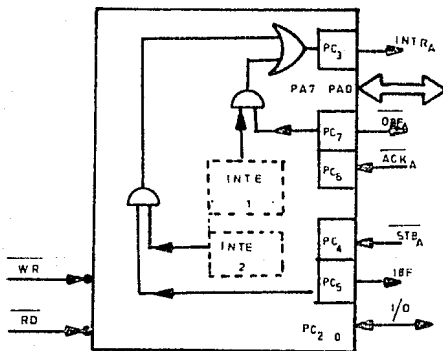 PC3
INTRA
PA7 PA0
PC7
OBFA
PC6
ACKA
INTE
1
PC4
STBA
INTE
2
WR
PC5
IBF
RD
I/O
PC2 0